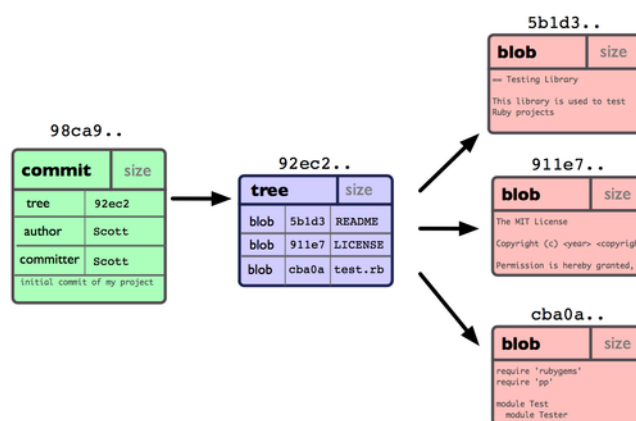 98ca9..
commit size
tree 92ec2
author Scott
committer Scott
initial commit of my project
92ec2..
tree size
blob 5b1d3 README
blob 911e7 LICENSE
blob cba0a test.rb
5b1d3..
blob size
== Testing Library
This library is used to test
Ruby projects
911e7..
blob size
The MIT License
Copyright (c) <year> <copyrigh
Permission is hereby granted,
cba0a..
blob size
require 'rubygems'
require 'pp'
module Test
module Tester